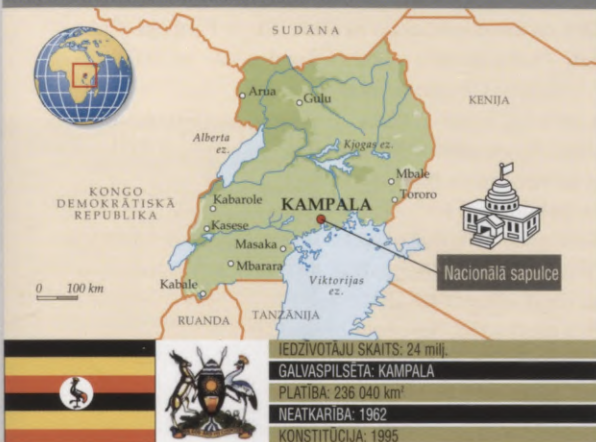 SUDĀNA
Arua
Gulu
KENIJA
Alberta
ez.
Kjogas ez.
Mbale
Tororo
KONGO
DEMOKRĀTISKĀ
REPUBLIKA
Kabarole
KAMPALA
Kasese
Masaka
Mbarara
Nacionālā sapulce
Viktorijas
ez.
Kabale
0 100 km
RUANDA
TANZĀNIJA
IEDZĪVOTĀJU SKAITS: 24 milj.
GALVASPILSĒTA: KAMPALA
PLATĪBA: 236 040 km²
NEATKARĪBA: 1962
KONSTITŪCIJA: 1995